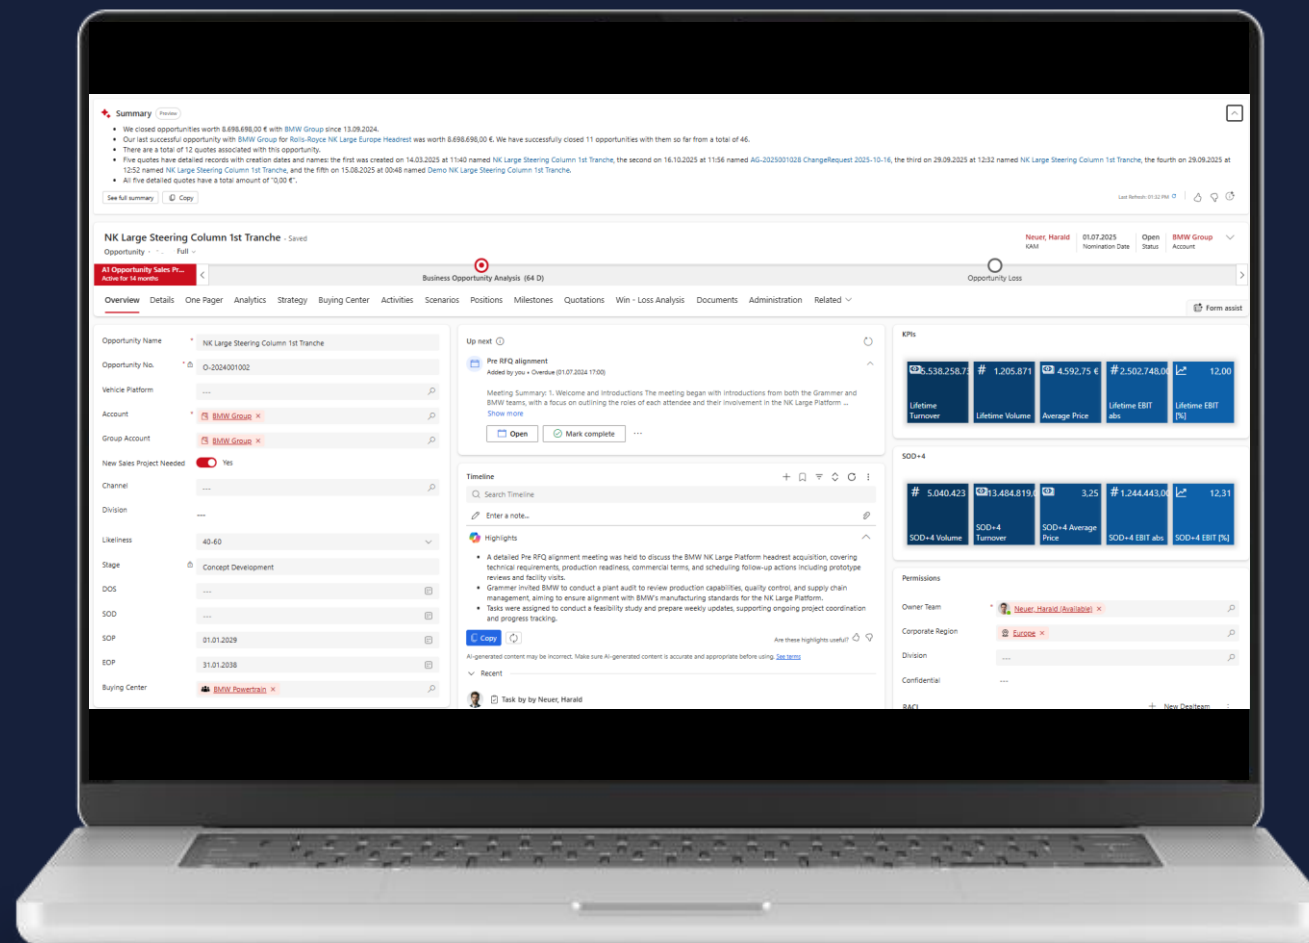 Summary Preview
We closed opportunities worth 8.698.698,00 € with BMW Group since 13.09.2024.
Our last successful opportunity with BMW Group for Rolls-Royce NK Large Europe Headrest was worth 8.698.698,00 €. We have successfully closed 11 opportunities with them so far from a total of 46.
There are a total of 12 quotes associated with this opportunity.
Five quotes have detailed records with creation dates and names: the first was created on 14.03.2025 at 11:40 named NK Large Steering Column 1st Tranche, the second on 16.10.2025 at 11:56 named AG-2025001028 ChangeRequest 2025-10-16, the third on 29.09.2025 at 12:32 named NK Large Steering Column 1st Tranche, the fourth on 29.09.2025 at
12:52 named NK Large Steering Column 1st Tranche, and the fifth on 15.08.2025 at 00:48 named Demo NK Large Steering Column 1st Tranche.
All five detailed quotes have a total amount of "0,00 €".
See full summary Copy
Last Refresh: 01:32 PM
NK Large Steering Column 1st Tranche - Saved
Opportunity Full
Neuer, Harald 01.07.2025 Open BMW Group
KAM Nomination Date Status Account
A1 Opportunity Sales Pr...
Active for 14 months
Business Opportunity Analysis (64 D)
Opportunity Loss
Overview Details One Pager Analytics Strategy Buying Center Activities Scenarios Positions Milestones Quotations Win - Loss Analysis Documents Administration Related
Form assist
Opportunity Name * NK Large Steering Column 1st Tranche
Opportunity No. * O-2024001002
Vehicle Platform ---
Account * BMW Group ×
Group Account BMW Group ×
New Sales Project Needed Yes
Channel ---
Division ---
Likeliness 40-60
Stage Concept Development
DOS ---
SOD ---
SOP 01.01.2029
EOP 31.01.2038
Buying Center BMW Powertrain ×
Up next
Pre RFQ alignment
Added by you • Overdue (01.07.2024 17:00)
Meeting Summary: 1. Welcome and Introductions The meeting began with introductions from both the Grammer and
BMW teams, with a focus on outlining the roles of each attendee and their involvement in the NK Large Platform ...
Show more
Open Mark complete ...
Timeline
Search Timeline
Enter a note...
Highlights
A detailed Pre RFQ alignment meeting was held to discuss the BMW NK Large Platform headrest acquisition, covering
technical requirements, production readiness, commercial terms, and scheduling follow-up actions including prototype
reviews and facility visits.
Grammer invited BMW to conduct a plant audit to review production capabilities, quality control, and supply chain
management, aiming to ensure alignment with BMW's manufacturing standards for the NK Large Platform.
Tasks were assigned to conduct a feasibility study and prepare weekly updates, supporting ongoing project coordination
and progress tracking.
Copy
Are these highlights useful?
AI-generated content may be incorrect. Make sure AI-generated content is accurate and appropriate before using. See terms
Recent
Task by by Neuer, Harald
KPIs
# 1.205.871 4.592,75 € #2.502.748,00 12,00
Lifetime Turnover Lifetime Volume Average Price Lifetime EBIT abs Lifetime EBIT [%]
SOD+4
# 5.040.423 13.484.819, 3,25 #1.244.443,00 12,31
SOD+4 Volume SOD+4 Turnover SOD+4 Average Price SOD+4 EBIT abs SOD+4 EBIT [%]
Permissions
Owner Team * Neuer, Harald (Available) ×
Corporate Region Europe ×
Division ---
Confidential ---
RACI + New Dealteam